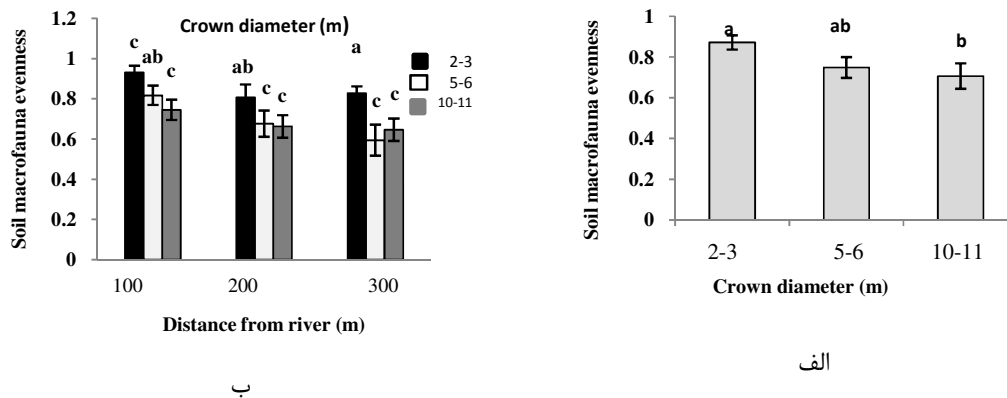 Crown diameter (m)
2-3
5-6
10-11
Soil macrofauna evenness
1.2
1
0.8
0.6
0.4
0.2
0
c ab c
ab c c
a c c
100 200 300
Distance from river (m)
ب
Soil macrofauna evenness
1
0.8
0.6
0.4
0.2
0
a ab b
2-3 5-6 10-11
Crown diameter (m)
الف